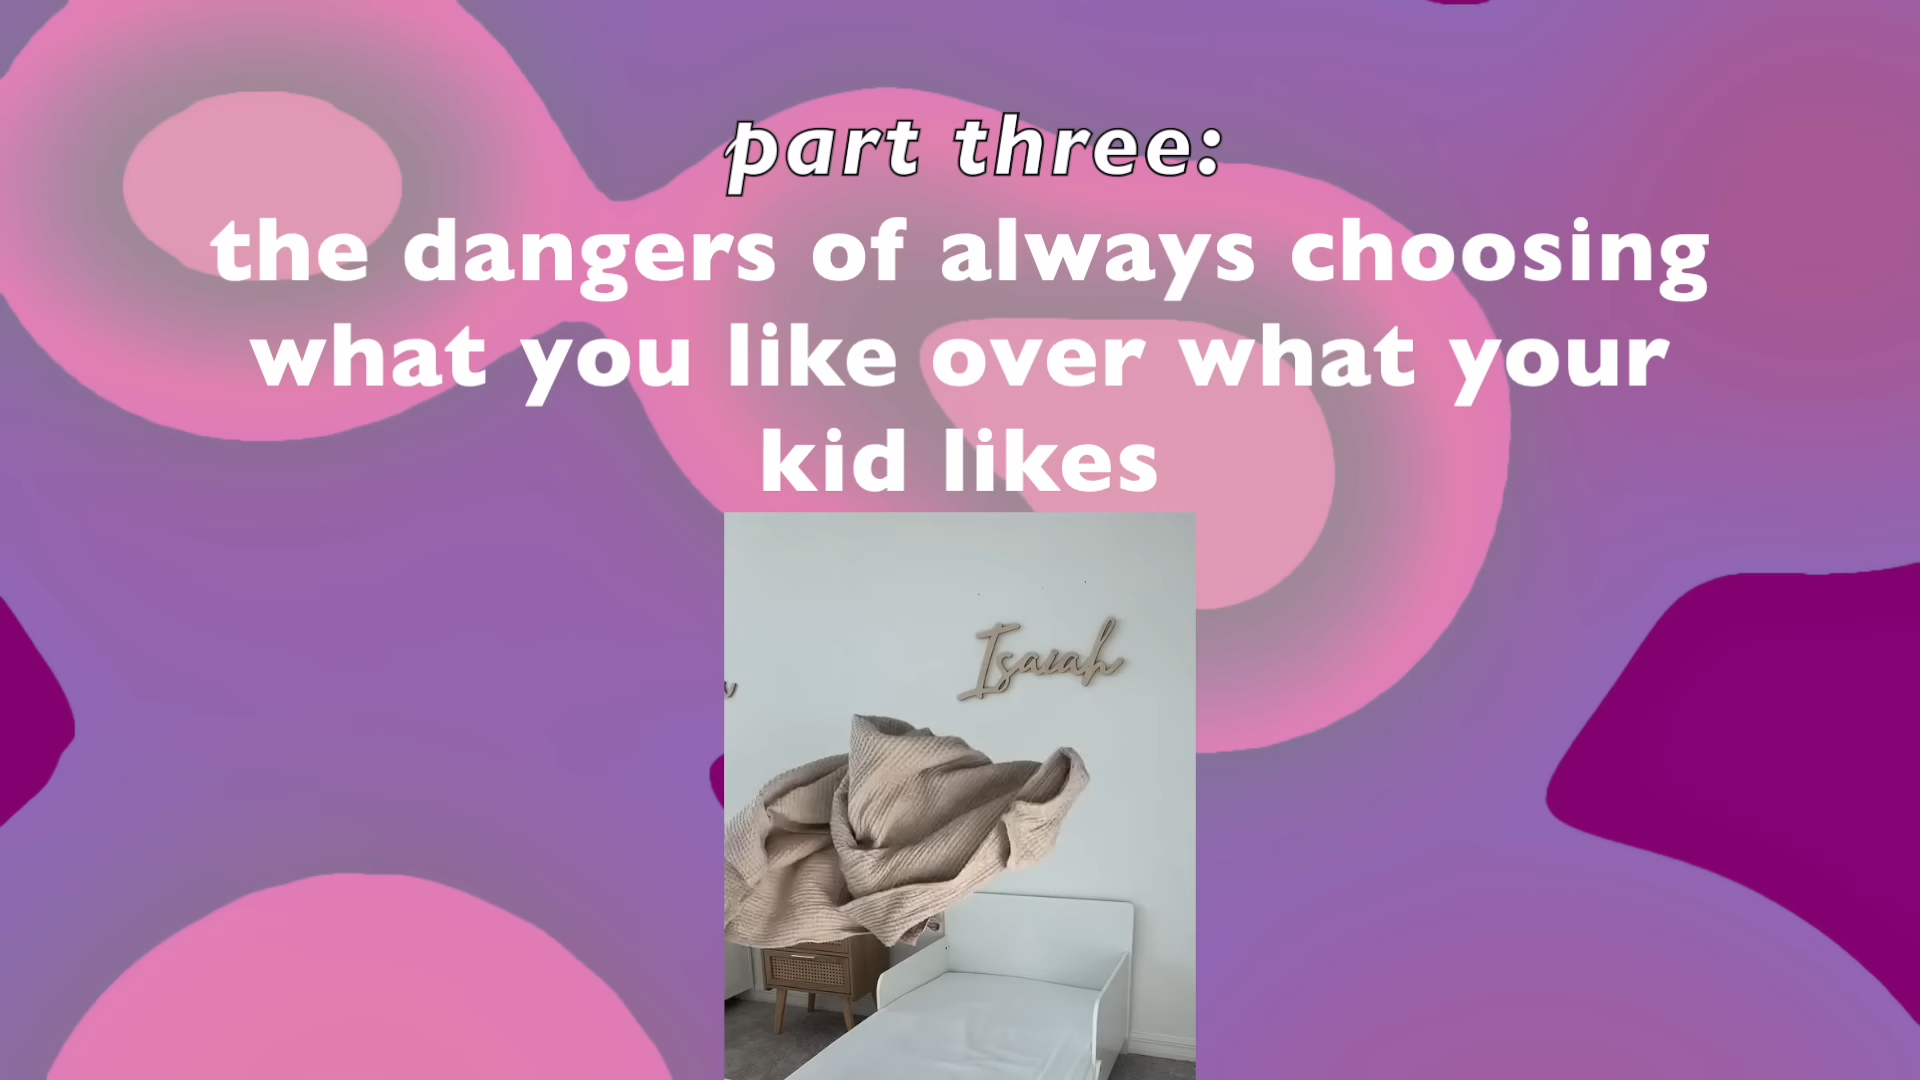 part three:
the dangers of always choosing
what you like over what your
kid likes
Isaiah